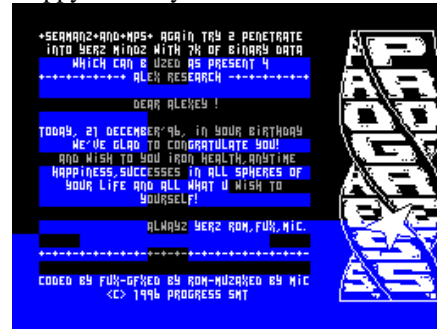 +SEAMANZ+AND+MPS+ AGAIN TRY 2 PENETRATE
INTO YERZ MINDZ WITH 7K OF BINARY DATA
WHICH CAN B UZED AS PRESENT 4
+-+-+-+-+-+ ALEX RESEARCH -+-+-+-+-+-+
DEAR ALEXEY !
TODAY, 21 DECEMBER'96, IN YOUR BIRTHDAY
WE'VE GLAD TO CONGRATULATE YOU!
AND WISH TO YOU IRON HEALTH,ANYTIME
HAPPINESS,SUCCESSES IN ALL SPHERES OF
YOUR LIFE AND ALL WHAT U WISH TO
YOURSELF!
ALWAYZ YERZ ROM,FUX,MIC.
CODED BY FUX-GFXED BY ROM-MUZAXED BY MIC
<C> 1996 PROGRESS SMT
PROGRESS